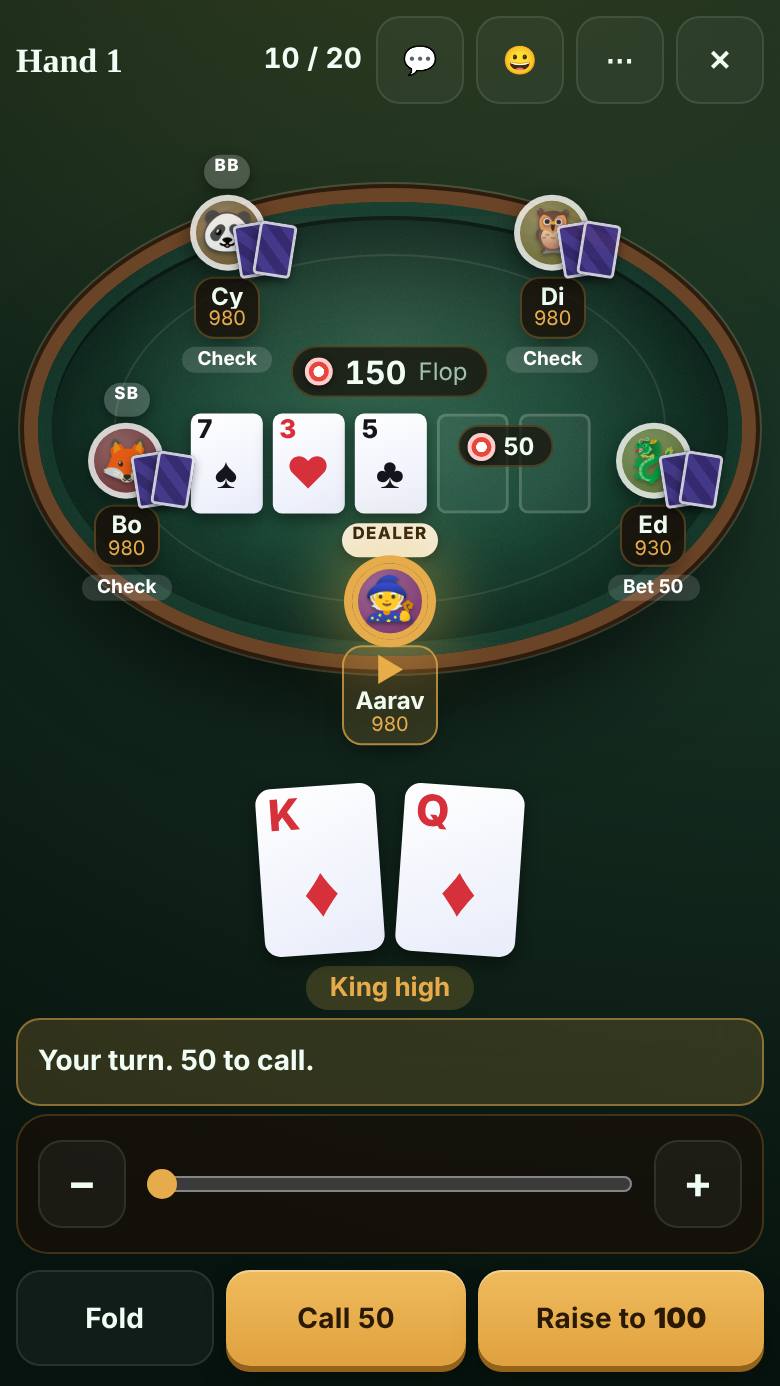 Hand 1
10 / 20
BB
Cy
980
Check
Di
980
Check
150 Flop
SB
7
3
5
50
Bo
980
Check
Ed
930
Bet 50
DEALER
Aarav
980
K
Q
King high
Your turn. 50 to call.
Fold
Call 50
Raise to 100